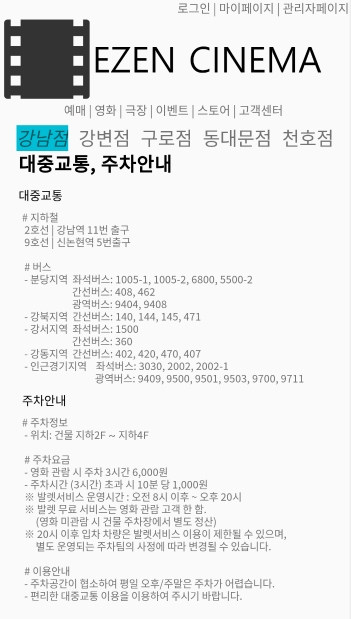 로그인 | 마이페이지 | 관리자페이지
EZEN CINEMA
예매 | 영화 | 극장 | 이벤트 | 스토어 | 고객센터
강남점 강변점 구로점 동대문점 천호점
대중교통, 주차안내
대중교통
# 지하철
2호선 | 강남역 11번 출구
9호선 | 신논현역 5번출구
# 버스
- 분당지역 좌석버스: 1005-1, 1005-2, 6800, 5500-2
간선버스: 408, 462
광역버스: 9404, 9408
- 강북지역 간선버스: 140, 144, 145, 471
- 강서지역 좌석버스: 1500
간선버스: 360
- 강동지역 간선버스: 402, 420, 470, 407
- 인근경기지역 좌석버스: 3030, 2002, 2002-1
광역버스: 9409, 9500, 9501, 9503, 9700, 9711
주차안내
# 주차정보
- 위치: 건물 지하2F ~ 지하4F
# 주차요금
- 영화 관람 시 주차 3시간 6,000원
- 주차시간 (3시간) 초과 시 10분 당 1,000원
※ 발렛서비스 운영시간 : 오전 8시 이후 ~ 오후 20시
※ 발렛 무료 서비스는 영화 관람 고객 한 함.
(영화 미관람 시 건물 주차장에서 별도 정산)
※ 20시 이후 입차 차량은 발렛서비스 이용이 제한될 수 있으며,
별도 운영되는 주차팀의 사정에 따라 변경될 수 있습니다.
# 이용안내
- 주차공간이 협소하여 평일 오후/주말은 주차가 어렵습니다.
- 편리한 대중교통 이용을 이용하여 주시기 바랍니다.